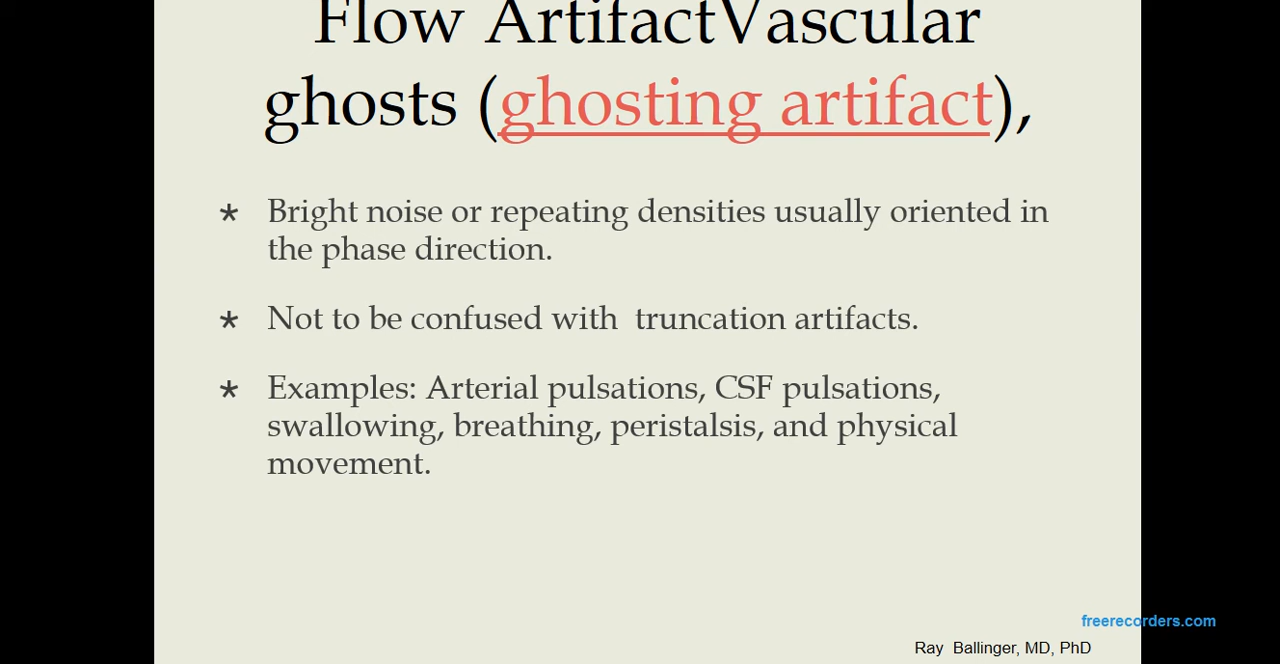 Flow ArtifactVascular
ghosts (ghosting artifact),
* Bright noise or repeating densities usually oriented in
the phase direction.
* Not to be confused with  truncation artifacts.
* Examples: Arterial pulsations, CSF pulsations,
swallowing, breathing, peristalsis, and physical
movement.
freerecorders.com
Ray  Ballinger, MD, PhD